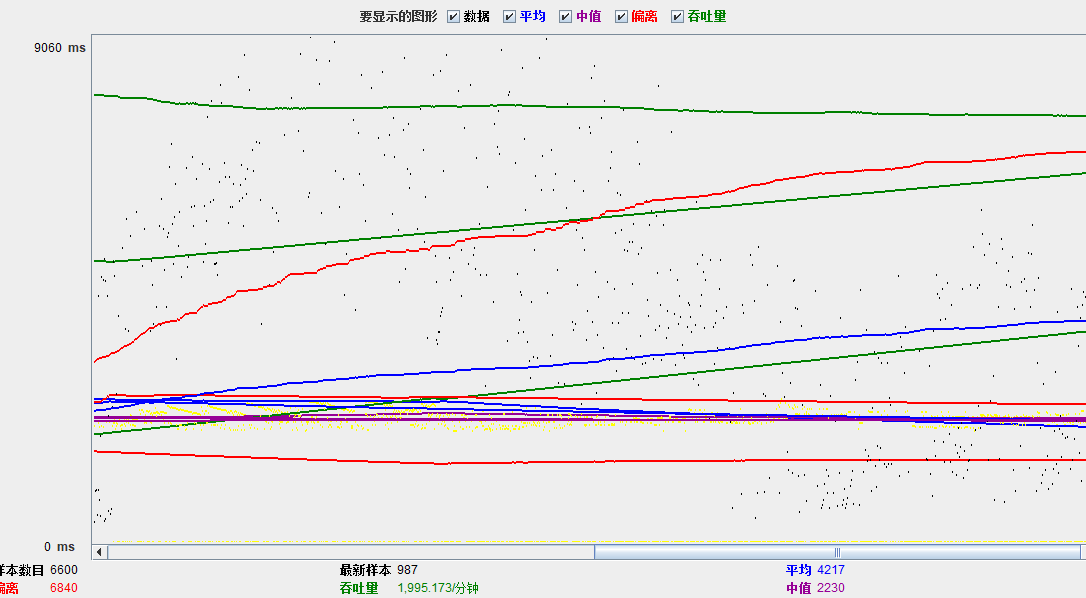 要显示的图形 数据 平均 中值 偏离 吞吐量
9060 ms
0 ms
样本数目 6600 最新样本 987 平均 4217
偏离 6840 吞吐量 1,995.173/分钟 中值 2230